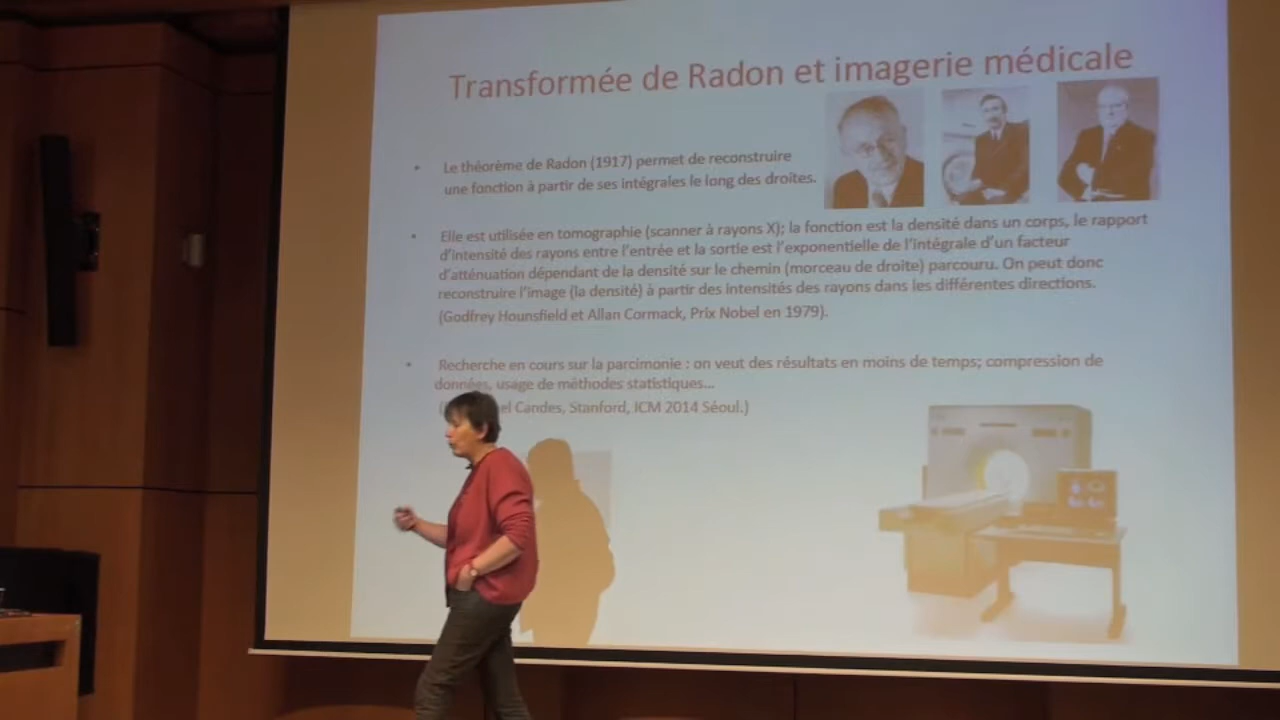 Transformée de Radon et imagerie médicale
• Le théorème de Radon (1917) permet de reconstruire
une fonction à partir de ses intégrales le long des droites.
• Elle est utilisée en tomographie (scanner à rayons X); la fonction est la densité dans un corps, le rapport
d'intensité des rayons entre l'entrée et la sortie est l'exponentielle de l'intégrale d'un facteur
d'atténuation dépendant de la densité sur le chemin (morceau de droite) parcouru. On peut donc
reconstruire l'image (la densité) à partir des intensités des rayons dans les différentes directions.
(Godfrey Hounsfield et Allan Cormack, Prix Nobel en 1979).
• Recherche en cours sur la parcimonie : on veut des résultats en moins de temps; compression de
données, usage de méthodes statistiques...
Candes, Stanford, ICM 2014 Séoul.)